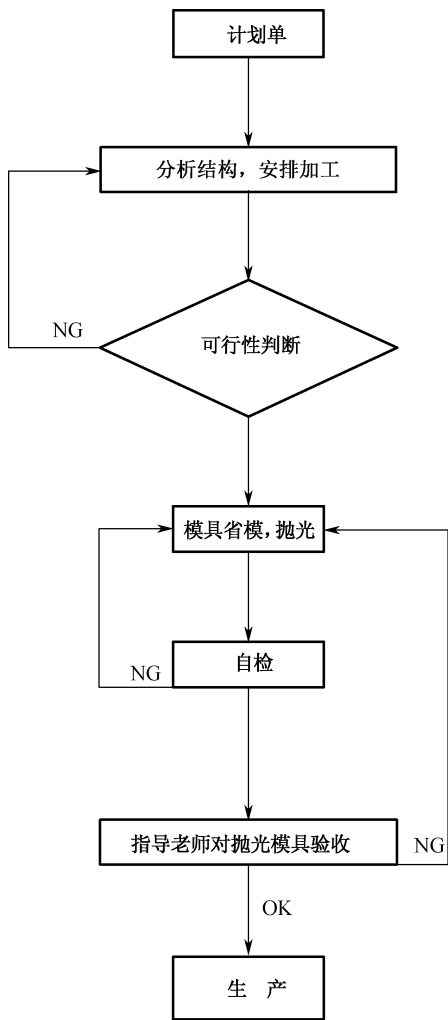 计划单
分析结构，安排加工
NG
可行性判断
模具省模，抛光
NG
自检
指导老师对抛光模具验收
NG
OK
生 产